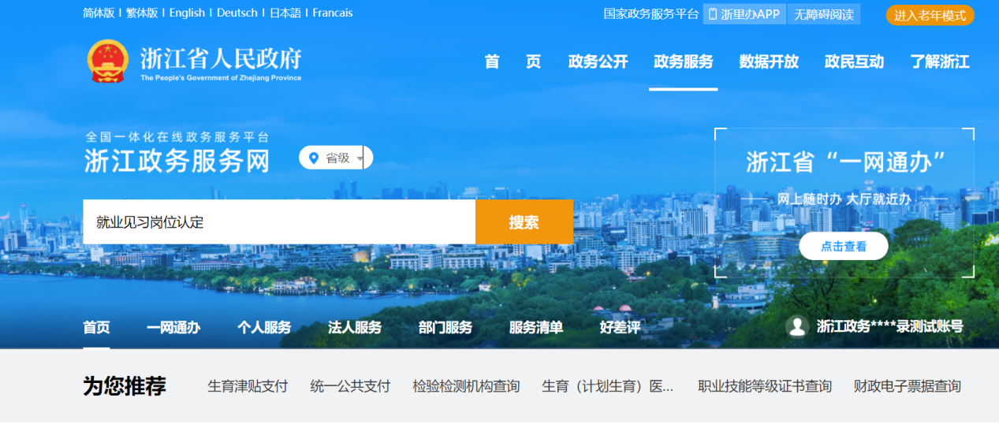 简体版 | 繁体版 | English | Deutsch | 日本語 | Francais
国家政务服务平台 浙里办APP 无障碍阅读 进入老年模式
浙江省人民政府
The People's Government of Zhejiang Province
首 页 政务公开 政务服务 数据开放 政民互动 了解浙江
全国一体化在线政务服务平台
浙江政务服务网 省级
浙江省“一网通办”
网上随时办 大厅就近办
就业见习岗位认定 搜索
点击查看
首页 一网通办 个人服务 法人服务 部门服务 服务清单 好差评 浙江政务****录测试账号
为您推荐 生育津贴支付 统一公共支付 检验检测机构查询 生育（计划生育）医... 职业技能等级证书查询 财政电子票据查询